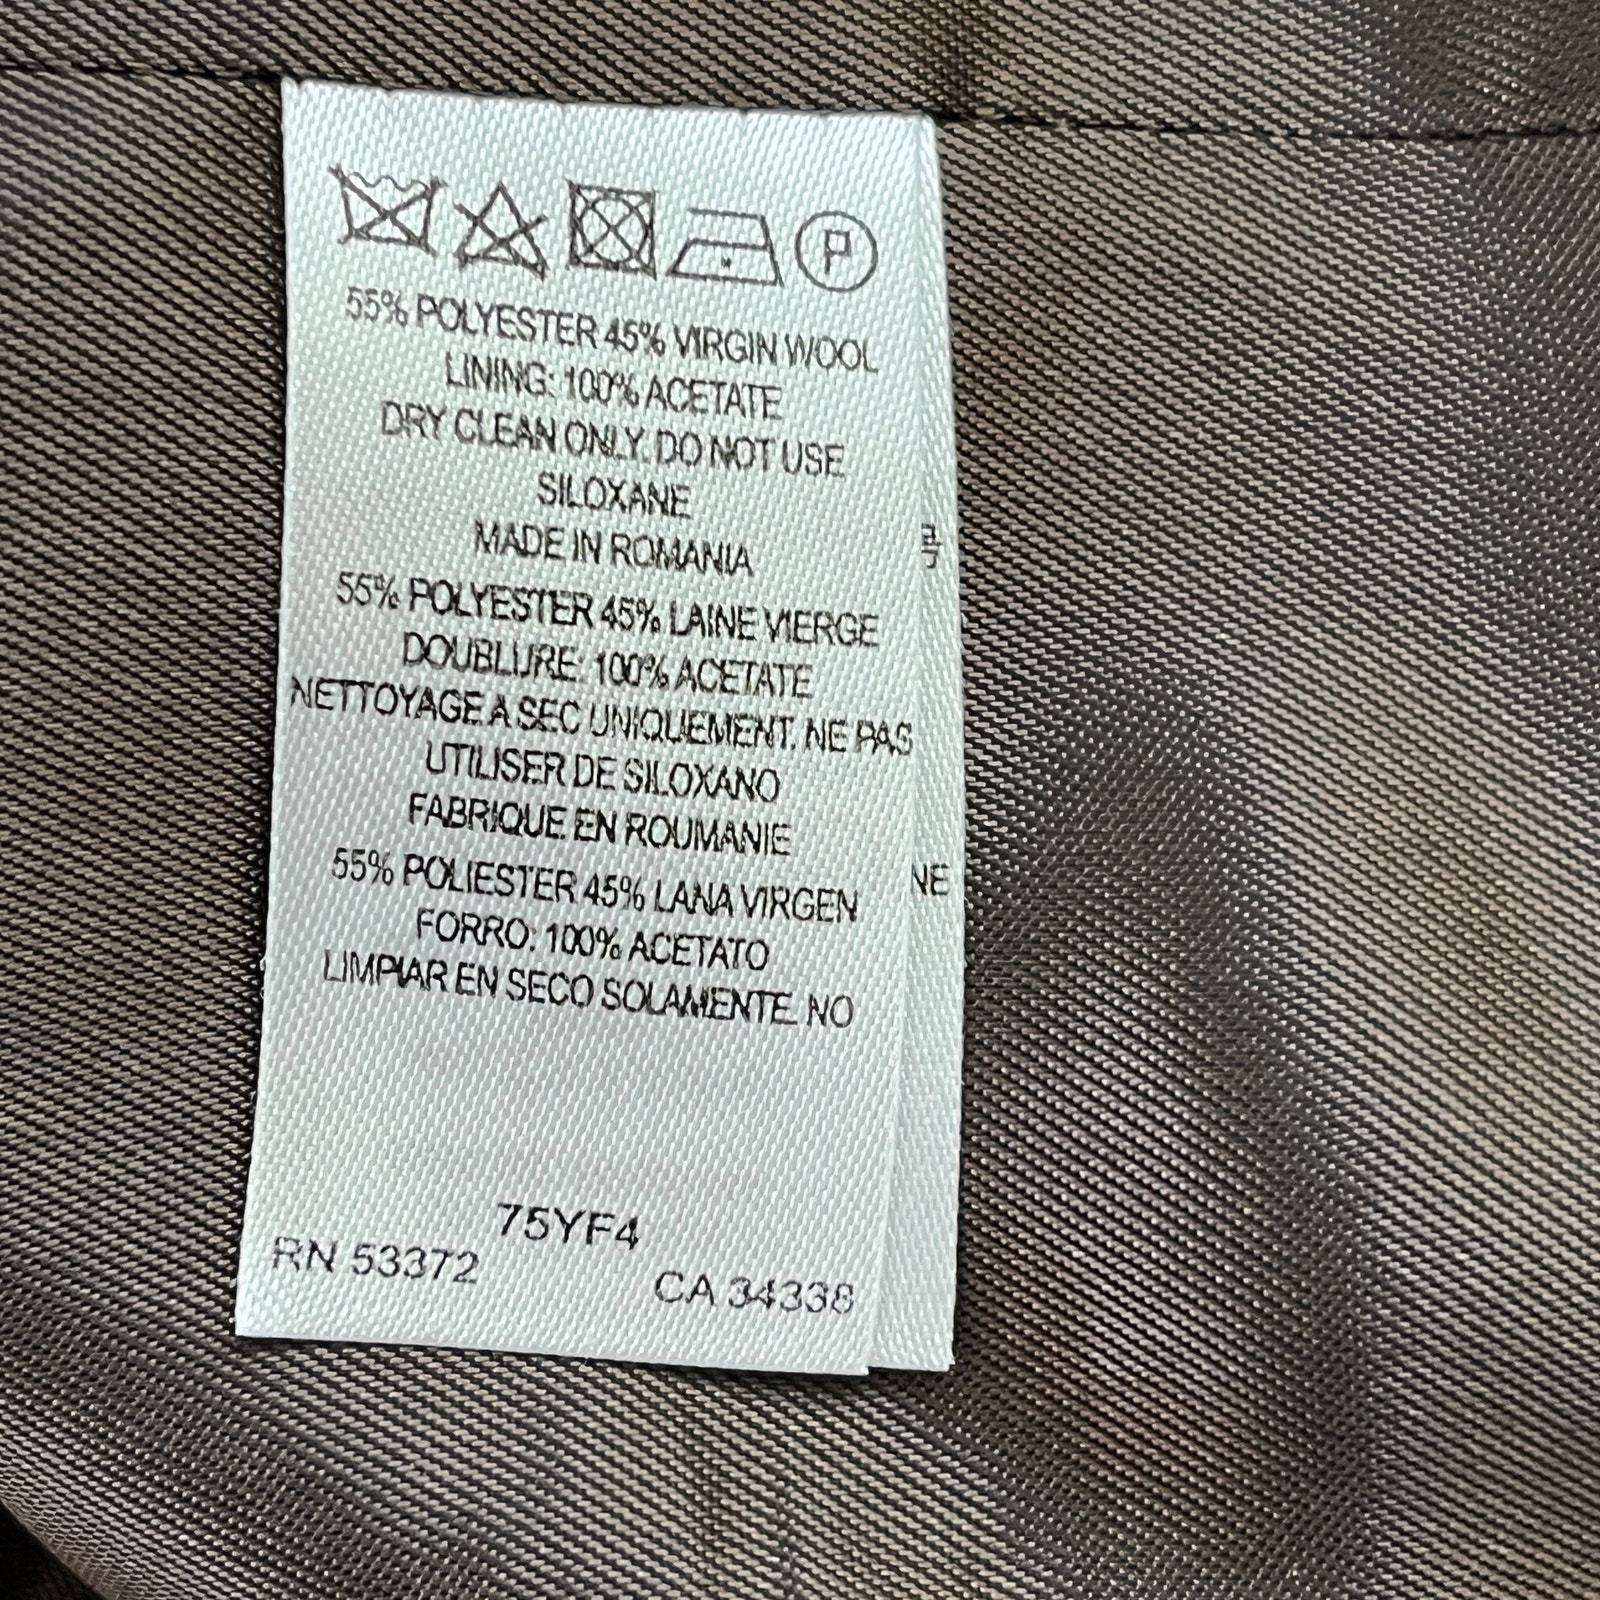 P
55% POLYESTER 45% VIRGIN WOOL
LINING: 100% ACETATE
DRY CLEAN ONLY. DO NOT USE
SILOXANE
MADE IN ROMANIA
55% POLYESTER 45% LAINE VIERGE
DOUBLURE: 100% ACETATE
NETTOYAGE A SEC UNIQUEMENT. NE PAS
UTILISER DE SILOXANO
FABRIQUE EN ROUMANIE
55% POLIESTER 45% LANA VIRGEN
FORRO: 100% ACETATO
LIMPIAR EN SECO SOLAMENTE. NO
75YF4
RN 53372
CA 34338
NE